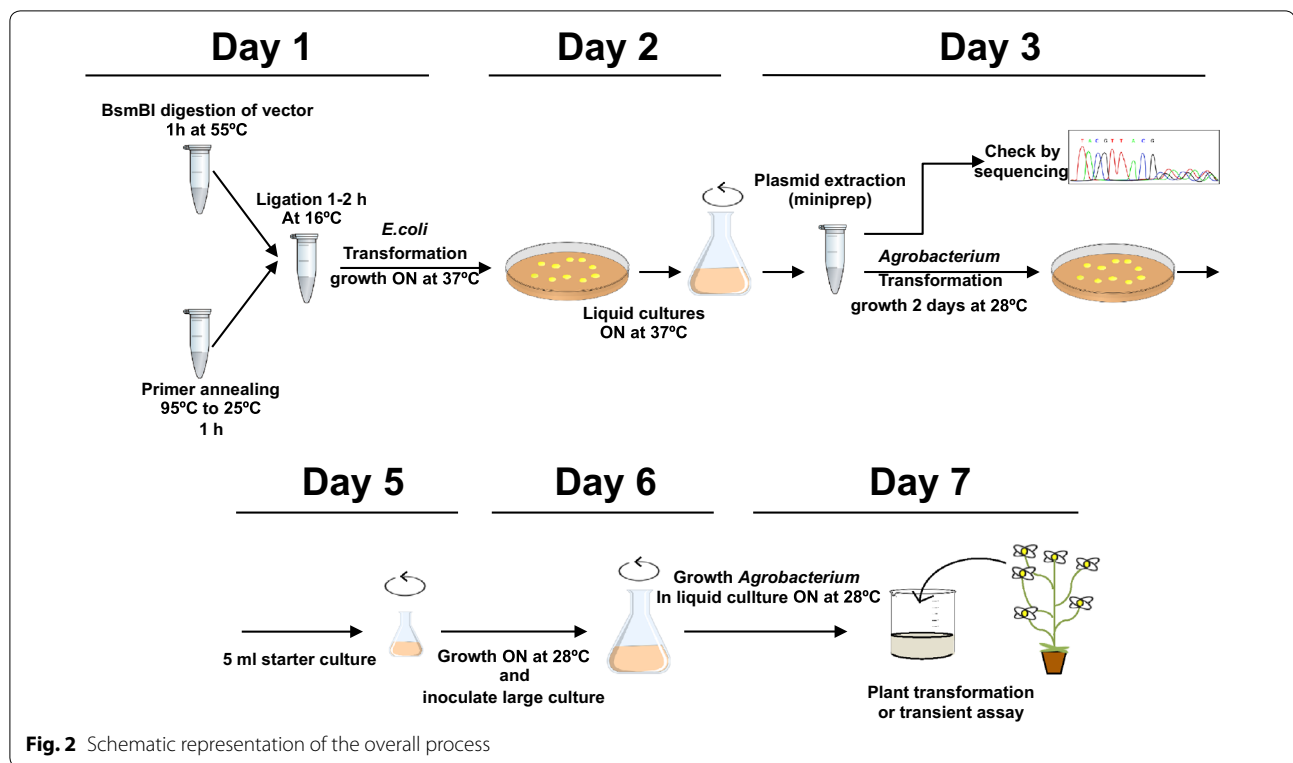 Day 1
Day 2
Day 3
BsmBI digestion of vector
1h at 55ºC
Ligation 1-2 h
At 16ºC
Primer annealing
95ºC to 25ºC
1 h
E.coli
Transformation
growth ON at 37ºC
Liquid cultures
ON at 37ºC
Plasmid extraction
(miniprep)
Check by
sequencing
T A C G T T A C G
Agrobacterium
Transformation
growth 2 days at 28ºC
Day 5
Day 6
Day 7
5 ml starter culture
Growth ON at 28ºC
and
inoculate large culture
Growth Agrobacterium
In liquid cullture ON at 28ºC
Plant transformation
or transient assay
Fig. 2 Schematic representation of the overall process